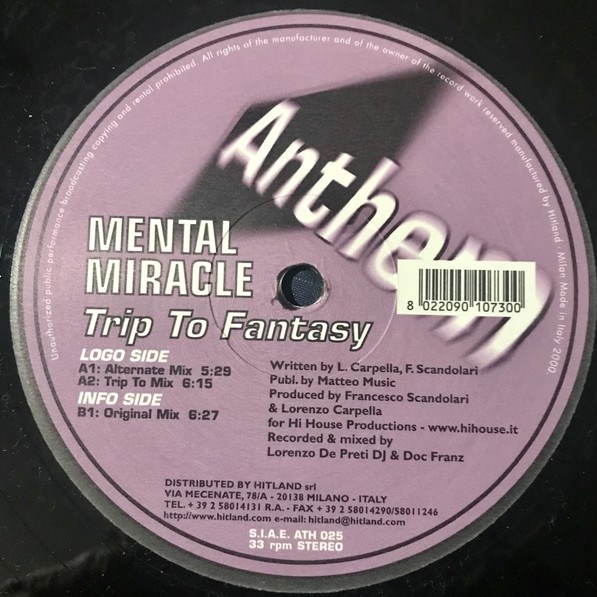 Unauthorized public performance broadcasting copying and rental prohibited. All rights of the manufacturer and of the owner of the record work reserved manufactured by Hitland. Milan Made in Italy 2000.
Anthem
MENTAL
MIRACLE
Trip To Fantasy
8 022090 107300
LOGO SIDE
A1: Alternate Mix 5:29
A2: Trip To Mix 6:15
INFO SIDE
B1: Original Mix 6:27
Written by L. Carpella, F. Scandolari
Publ. by Matteo Music
Produced by Francesco Scandolari
& Lorenzo Carpella
for Hi House Productions - www.hihouse.it
Recorded & mixed by
Lorenzo De Preti DJ & Doc Franz
DISTRIBUTED BY HITLAND srl
VIA MECENATE, 78/A - 20138 MILANO - ITALY
TEL. + 39 2 58014131 R.A. - FAX + 39 2 58014290/58011246
http://www.hitland.com e-mail: hitland@hitland.com
S.I.A.E. ATH 025
33 rpm STEREO